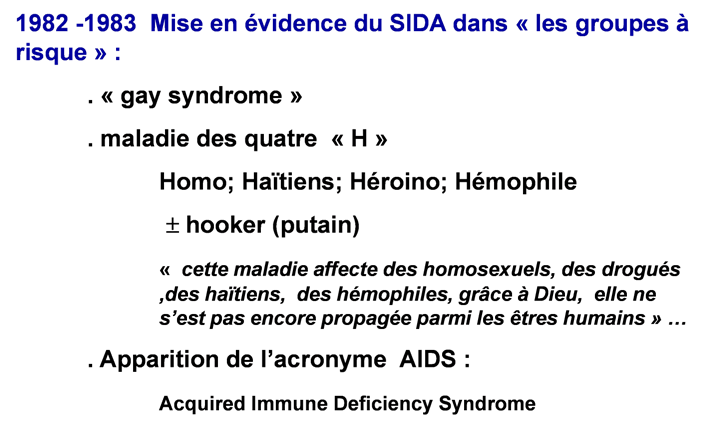 1982 -1983 Mise en évidence du SIDA dans « les groupes à
risque » :
. « gay syndrome »
. maladie des quatre « H »
Homo; Haïtiens; Héroino; Hémophile
± hooker (putain)
« cette maladie affecte des homosexuels, des drogués
,des haïtiens, des hémophiles, grâce à Dieu, elle ne
s’est pas encore propagée parmi les êtres humains » …
. Apparition de l’acronyme AIDS :
Acquired Immune Deficiency Syndrome